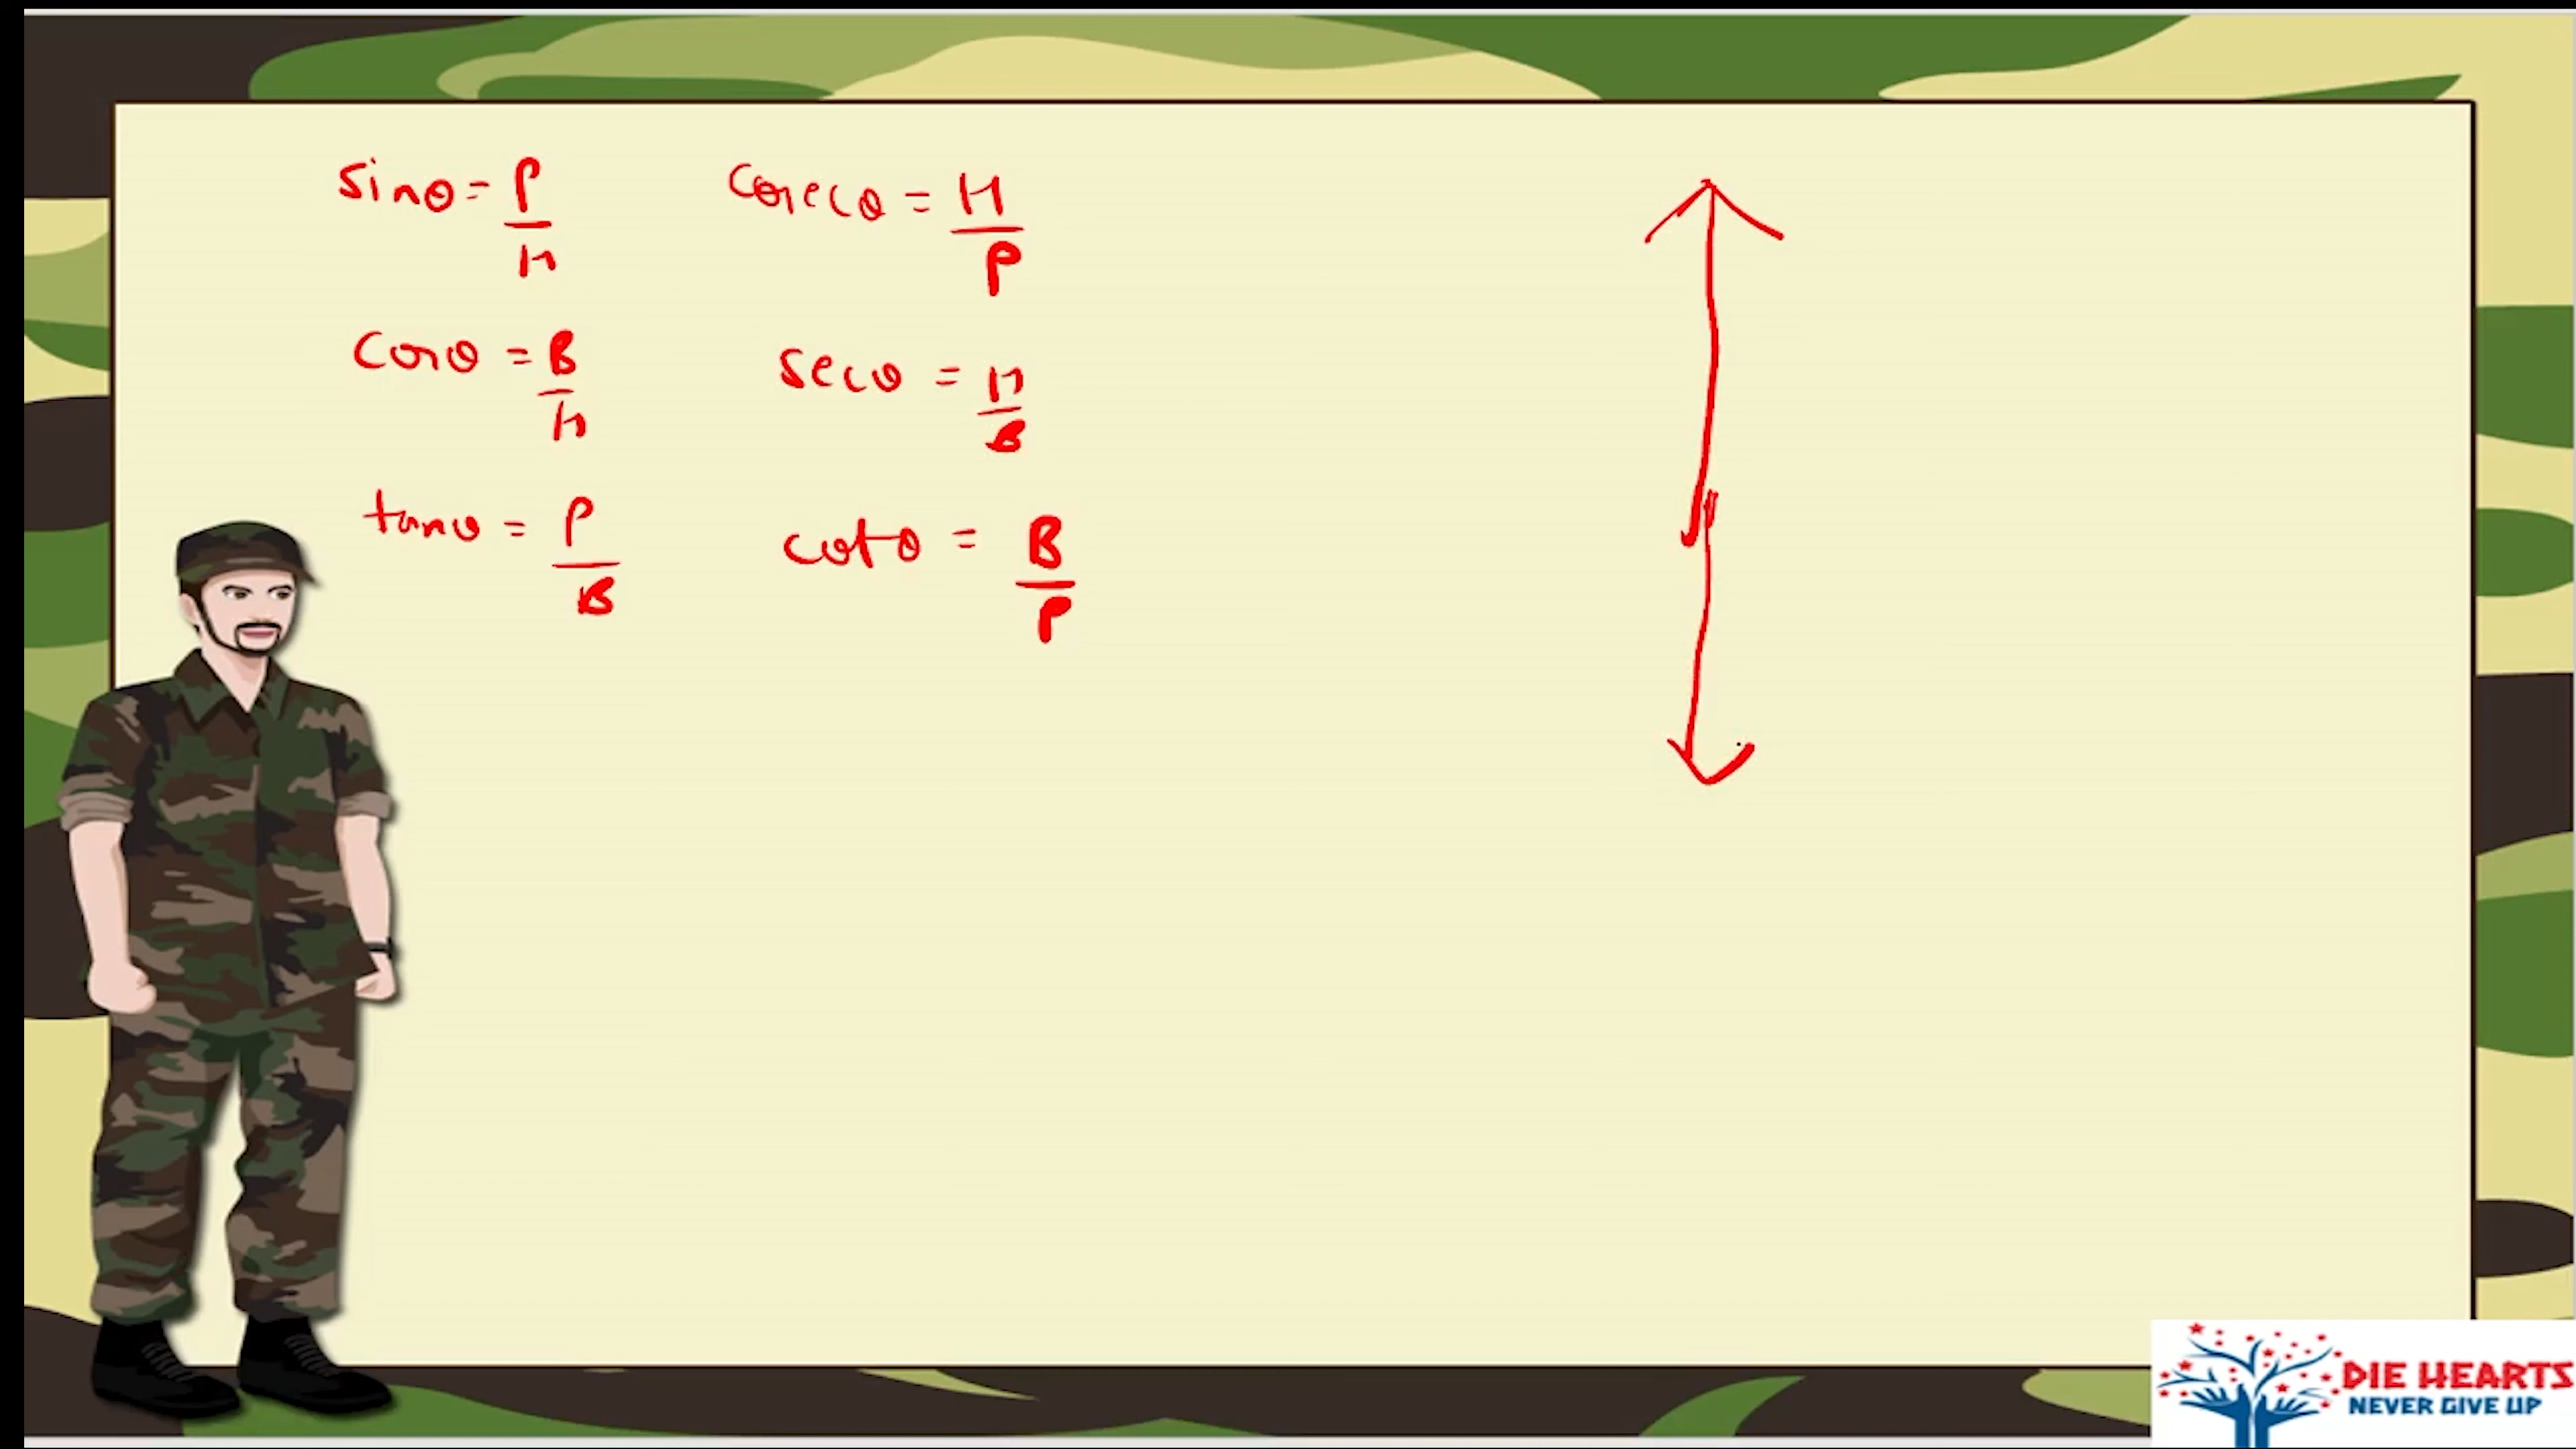 sinθ = P/H
cosecθ = H/P
cosθ = B/H
secθ = H/B
tanθ = P/B
cotθ = B/P
DIE HEARTS
NEVER GIVE UP